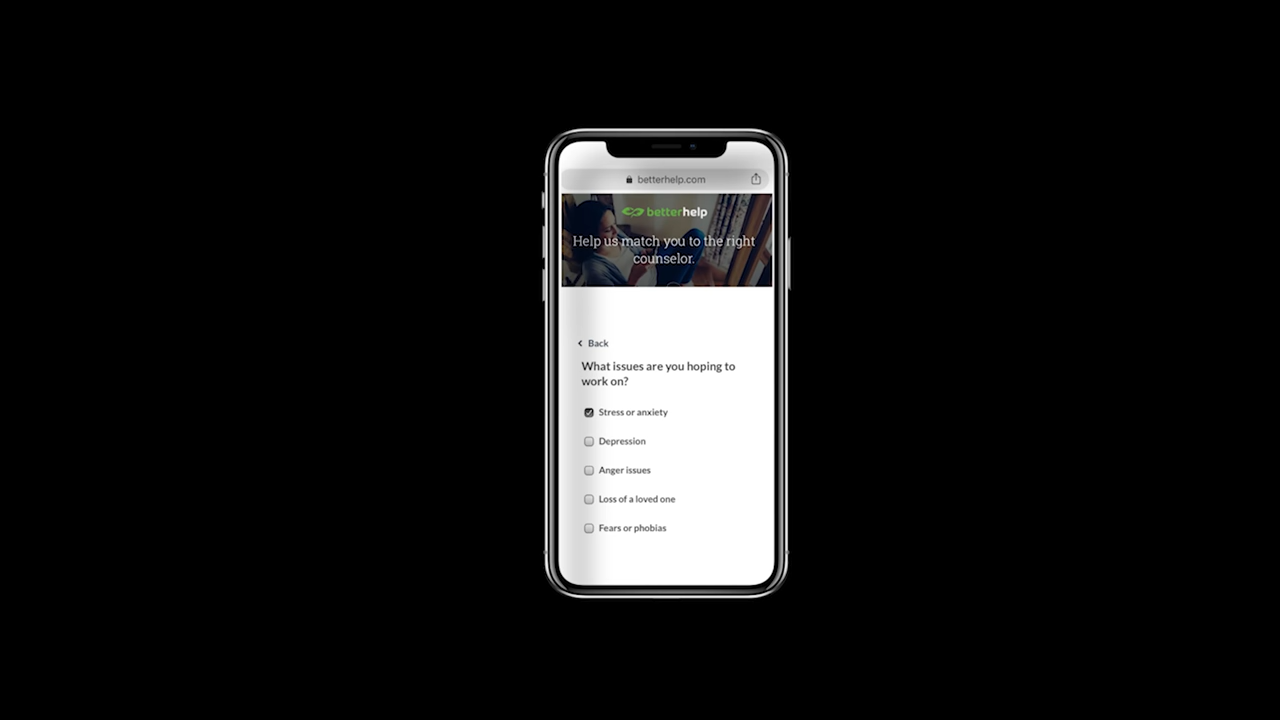 betterhelp.com
betterhelp
Help us match you to the right
counselor.
Back
What issues are you hoping to
work on?
Stress or anxiety
Depression
Anger issues
Loss of a loved one
Fears or phobias